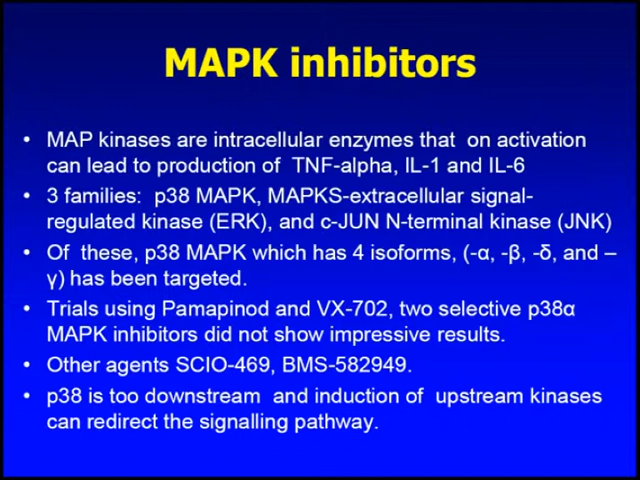 MAPK inhibitors
• MAP kinases are intracellular enzymes that on activation
can lead to production of TNF-alpha, IL-1 and IL-6
• 3 families: p38 MAPK, MAPKS-extracellular signal-
regulated kinase (ERK), and c-JUN N-terminal kinase (JNK)
• Of these, p38 MAPK which has 4 isoforms, (-α, -β, -δ, and –
γ) has been targeted.
• Trials using Pamapinod and VX-702, two selective p38α
MAPK inhibitors did not show impressive results.
• Other agents SCIO-469, BMS-582949.
• p38 is too downstream and induction of upstream kinases
can redirect the signalling pathway.